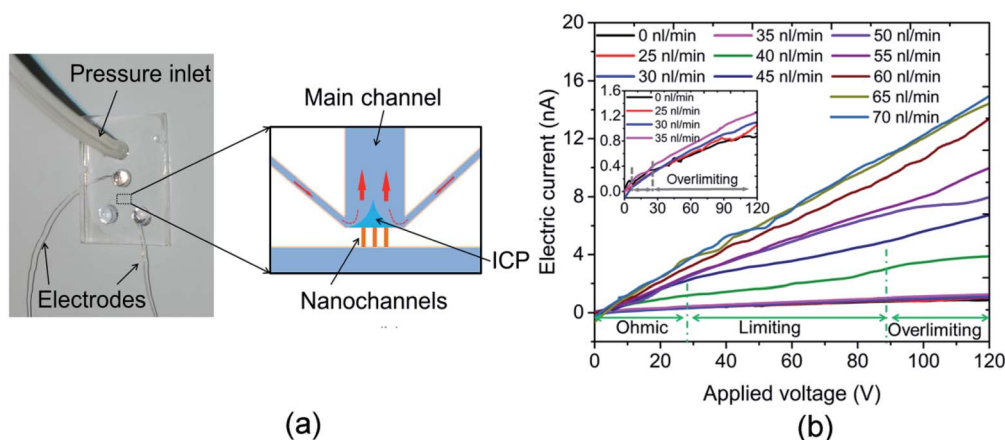 Pressure inlet
Main channel
ICP
Electrodes
Nanochannels
(a)
(b)
Electric current (nA)
20
16
12
8
4
0
0 nl/min
25 nl/min
30 nl/min
35 nl/min
40 nl/min
45 nl/min
50 nl/min
55 nl/min
60 nl/min
65 nl/min
70 nl/min
1.6
1.2
0.8
0.4
0.0
0 nl/min
25 nl/min
30 nl/min
35 nl/min
Overlimiting
0 30 60 90 120
Ohmic Limiting Overlimiting
0 20 40 60 80 100 120
Applied voltage (V)